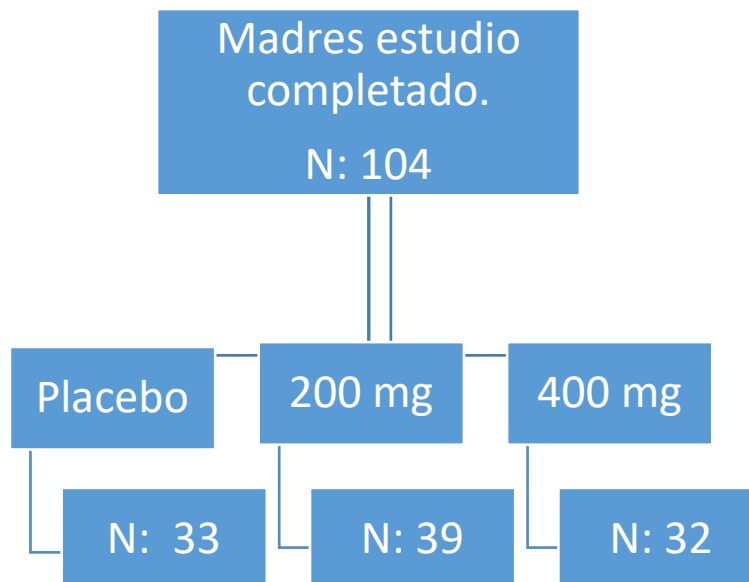 Madres estudio
completado.
N: 104
Placebo
200 mg
400 mg
N: 33
N: 39
N: 32